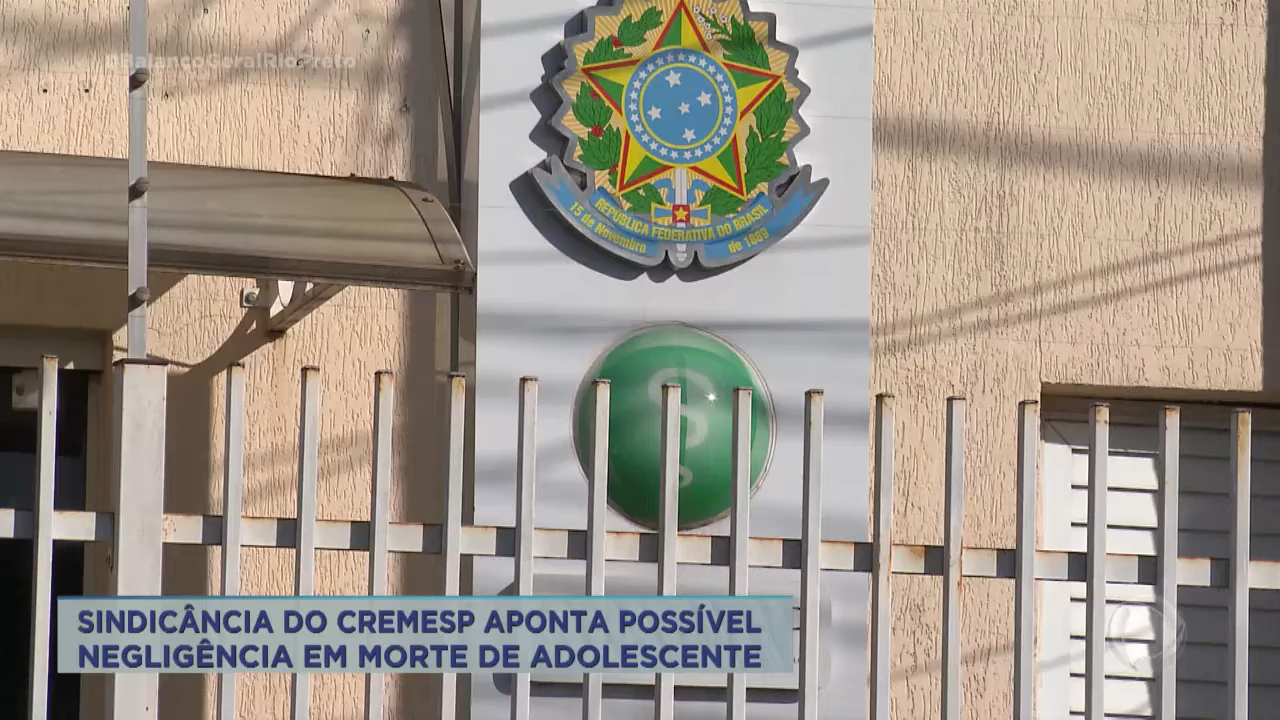 #BalançoGeralRioPreto
REPÚBLICA FEDERATIVA DO BRASIL
15 de Novembro de 1889
SINDICÂNCIA DO CREMESP APONTA POSSÍVEL
NEGLIGÊNCIA EM MORTE DE ADOLESCENTE